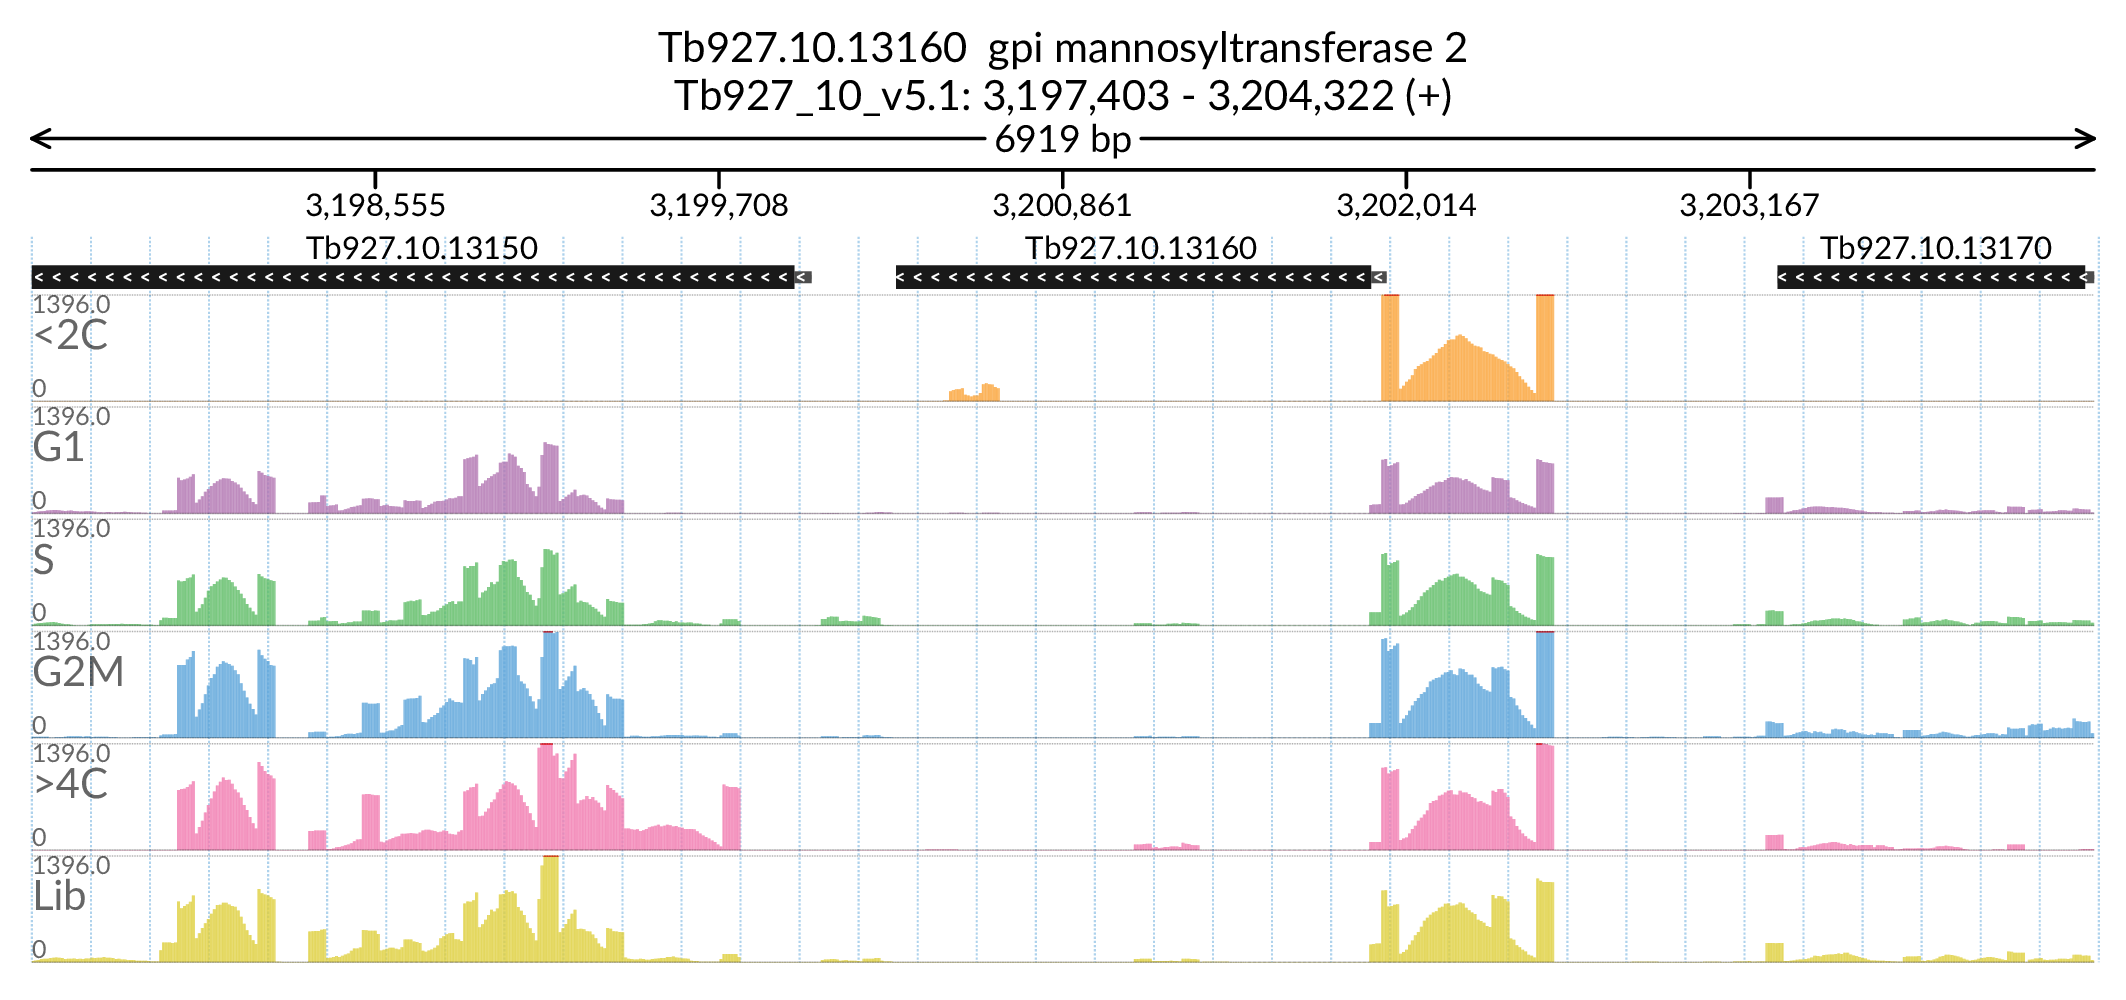 Tb927.10.13160  gpi mannosyltransferase 2
Tb927_10_v5.1: 3,197,403 - 3,204,322 (+)
6919 bp
3,198,555 3,199,708 3,200,861 3,202,014 3,203,167
Tb927.10.13150 Tb927.10.13160 Tb927.10.13170
1396.0
<2C
0
1396.0
G1
0
1396.0
S
0
1396.0
G2M
0
1396.0
>4C
0
1396.0
Lib
0